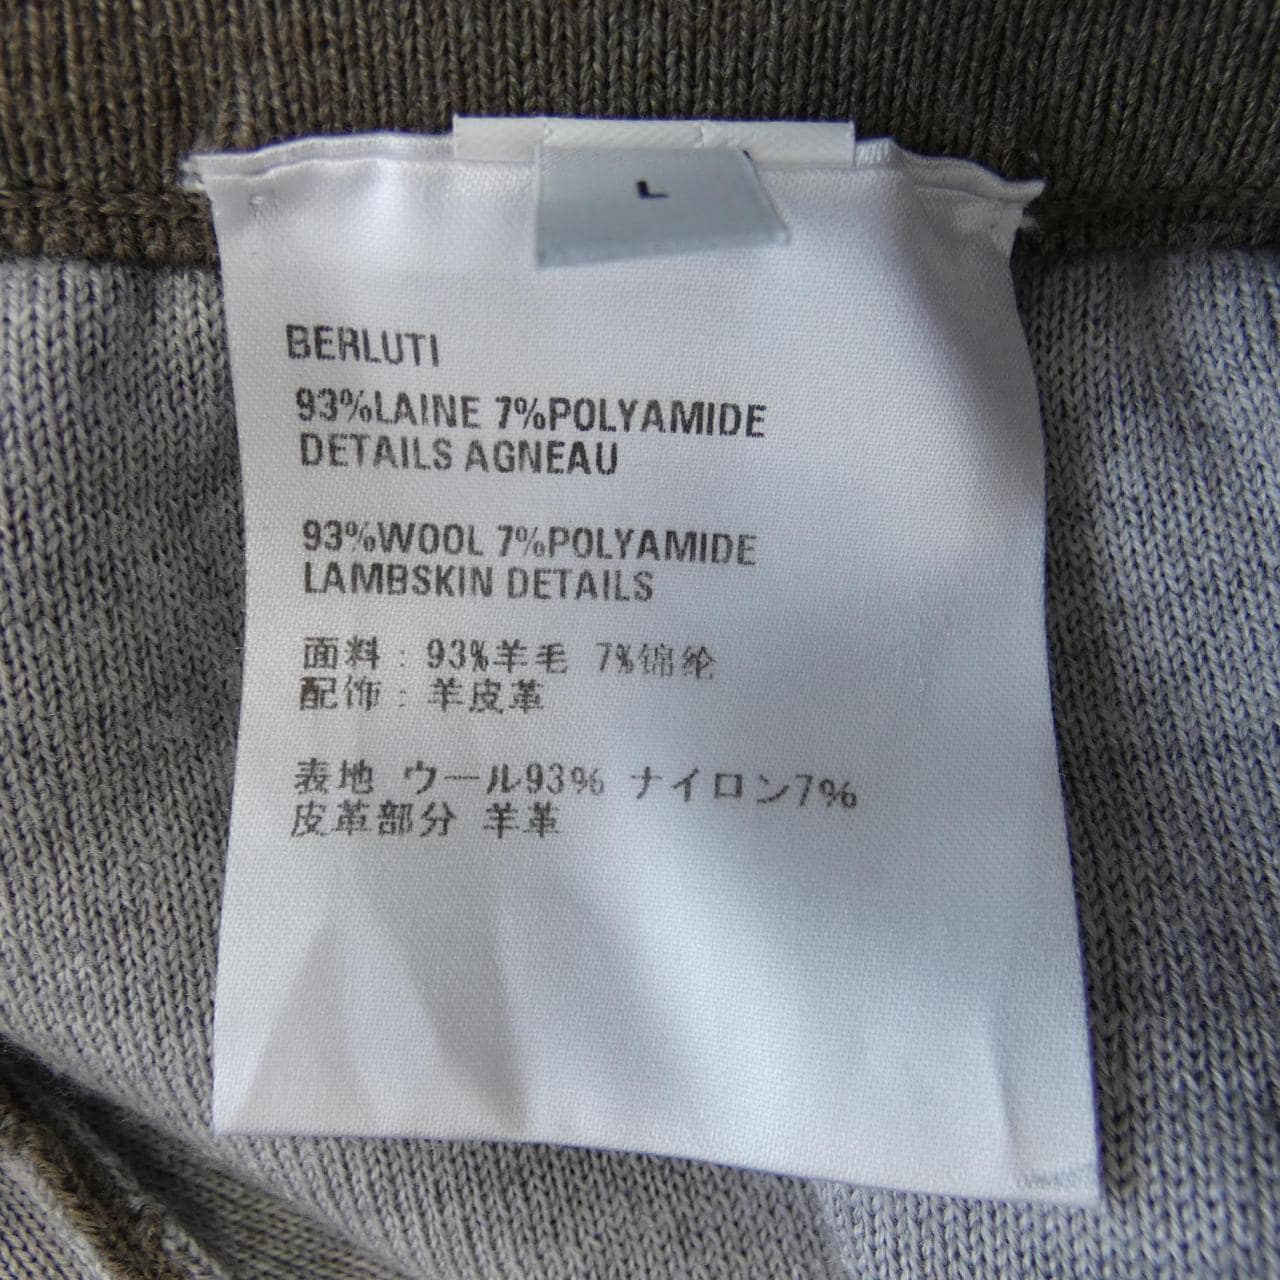 L
BERLUTI
93%LAINE 7%POLYAMIDE
DETAILS AGNEAU
93%WOOL 7%POLYAMIDE
LAMBSKIN DETAILS
面料：93%羊毛 7%锦纶
配饰：羊皮革
表地 ウール93% ナイロン7%
皮革部分 羊革